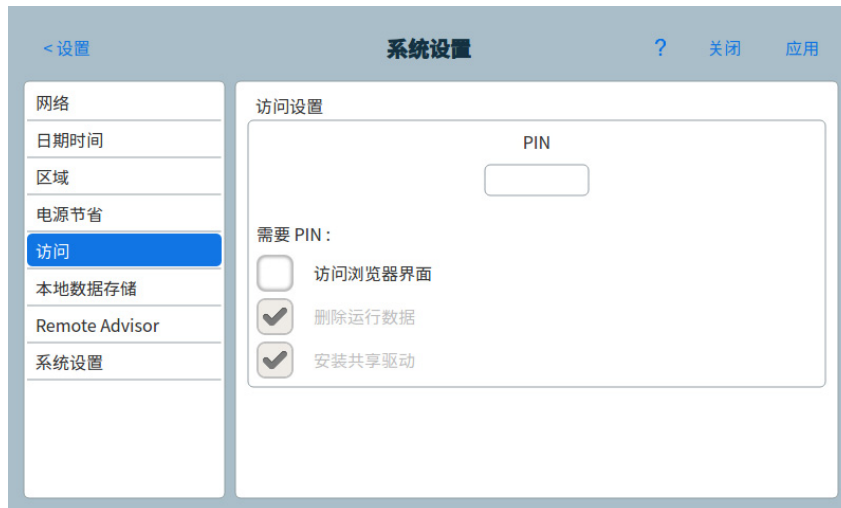 < 设置
系统设置
?
关闭
应用
网络
日期时间
区域
电源节省
访问
本地数据存储
Remote Advisor
系统设置
访问设置
PIN
需要 PIN :
访问浏览器界面
删除运行数据
安装共享驱动